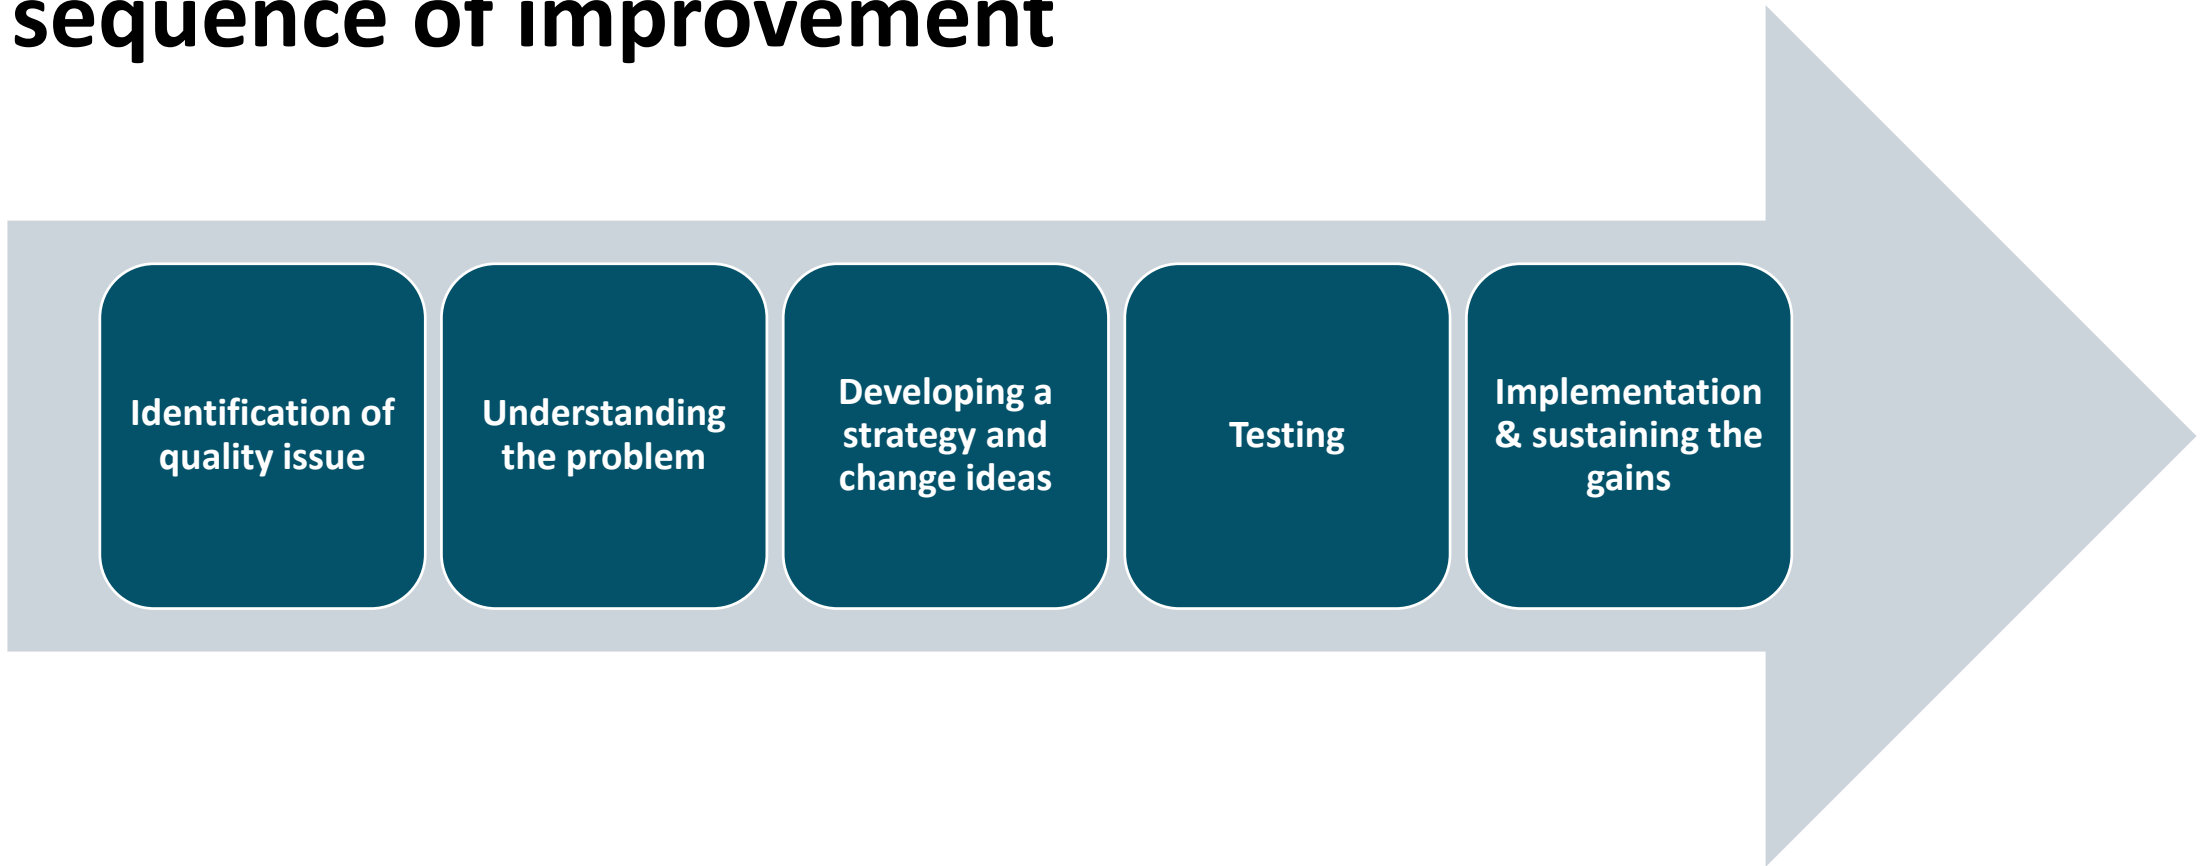 sequence of improvement
Identification of
quality issue
Understanding
the problem
Developing a
strategy and
change ideas
Testing
Implementation
& sustaining the
gains